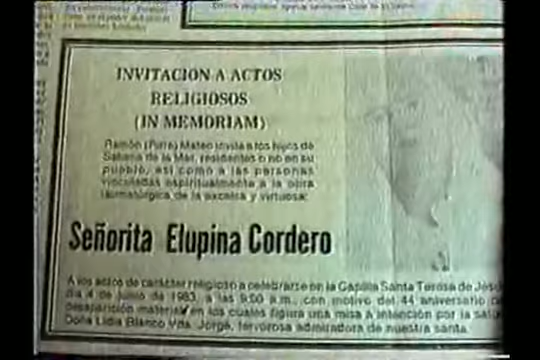 INVITACION A ACTOS
RELIGIOSOS
(IN MEMORIAM)
Ramón (Purra) Mateo invita a los hijos de
Sabana de la Mar, residentes o no en su
pueblo, así como a las personas
vinculadas espiritualmente a la obra
taumatúrgica de la excelsa y virtuosa:
Señorita Elupina Cordero
A los actos de carácter religioso a celebrarse en la Capilla Santa Teresa de Jesús
día 4 de junio de 1983, a las 9:00 a.m., con motivo del 44 aniversario
desaparición material en los cuales figura una misa a intención por la salud
Doña Lidia Blanco Vda. Jorge, fervorosa admiradora de nuestra santa.